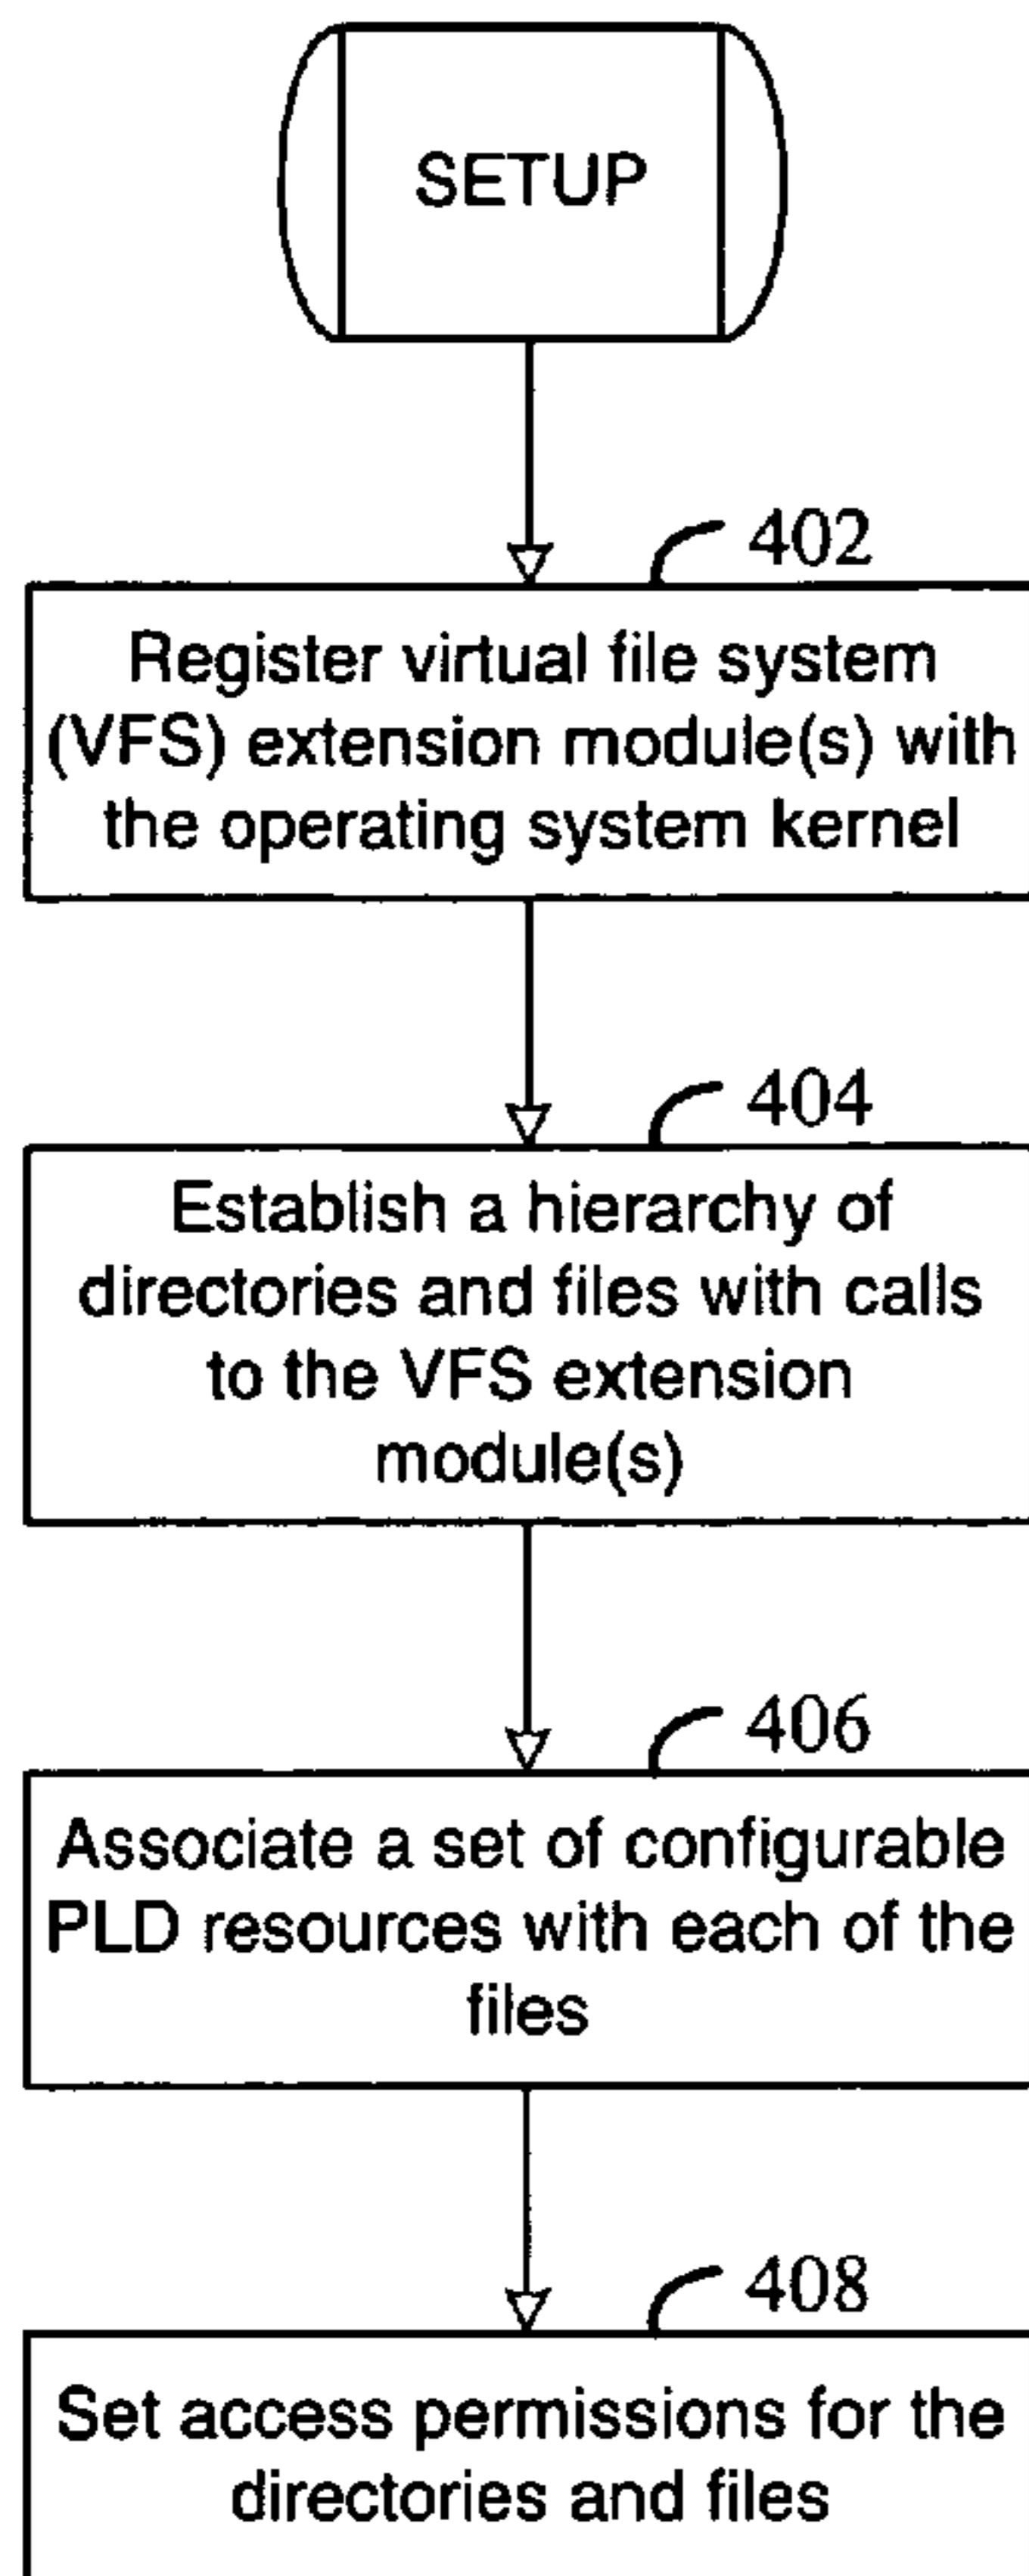 SETUP
402
Register virtual file system
(VFS) extension module(s) with
the operating system kernel
404
Establish a hierarchy of
directories and files with calls
to the VFS extension
module(s)
406
Associate a set of configurable
PLD resources with each of the
files
408
Set access permissions for the
directories and files